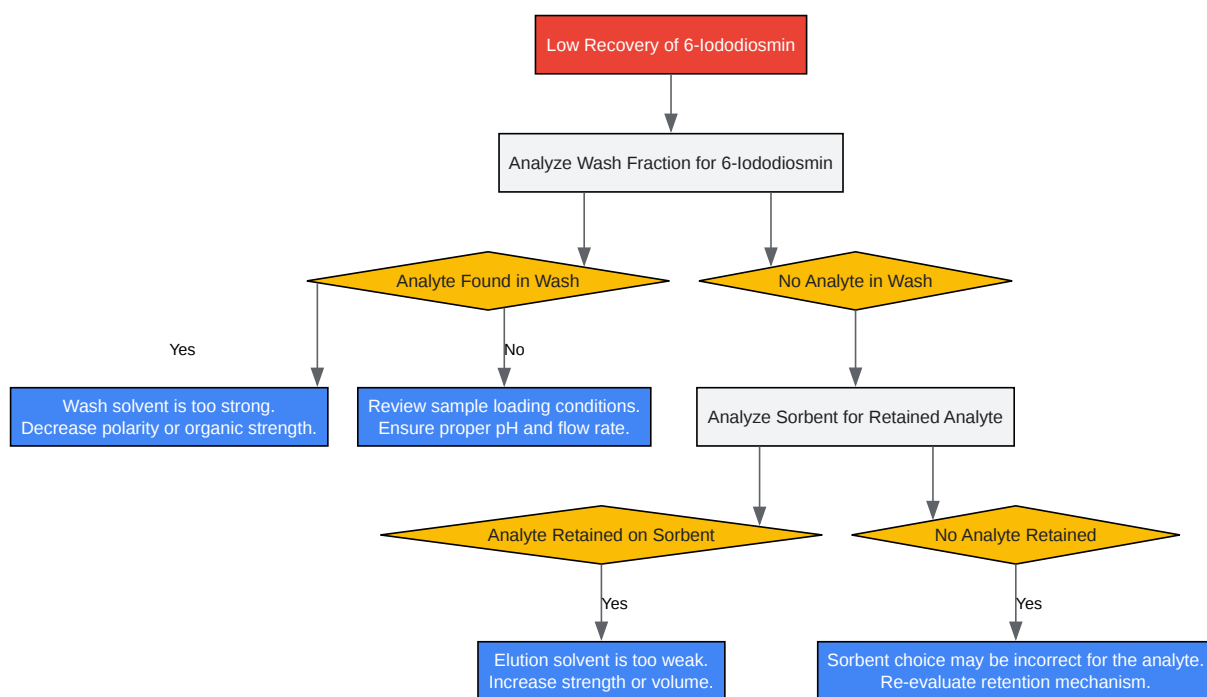 Low Recovery of 6-Iododiosmin
Analyze Wash Fraction for 6-Iododiosmin
Analyte Found in Wash
No Analyte in Wash
Yes
No
Wash solvent is too strong.
Decrease polarity or organic strength.
Review sample loading conditions.
Ensure proper pH and flow rate.
Analyze Sorbent for Retained Analyte
Analyte Retained on Sorbent
No Analyte Retained
Yes
Yes
Elution solvent is too weak.
Increase strength or volume.
Sorbent choice may be incorrect for the analyte.
Re-evaluate retention mechanism.